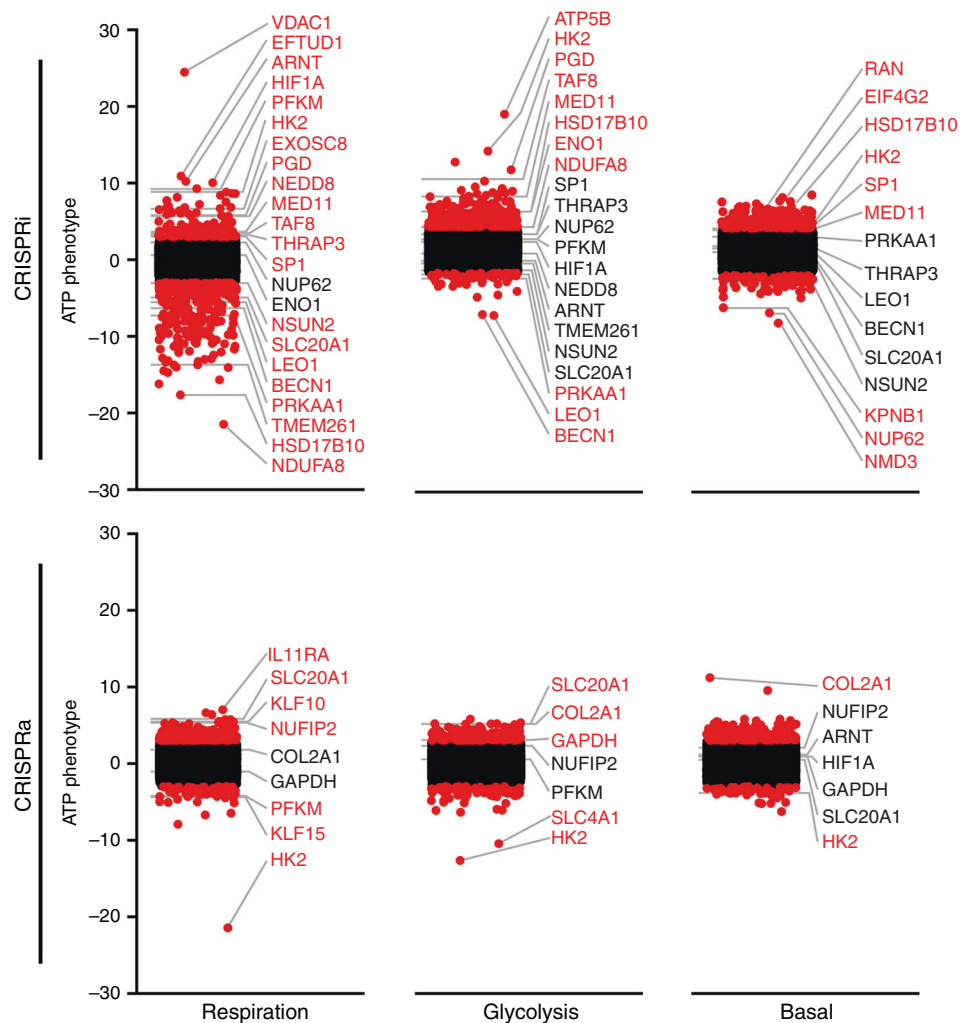 CRISPRi
ATP phenotype
30
20
10
0
–10
–20
–30
VDAC1
EFTUD1
ARNT
HIF1A
PFKM
HK2
EXOSC8
PGD
NEDD8
MED11
TAF8
THRAP3
SP1
NUP62
ENO1
NSUN2
SLC20A1
LEO1
BECN1
PRKAA1
TMEM261
HSD17B10
NDUFA8
ATP5B
HK2
PGD
TAF8
MED11
HSD17B10
ENO1
NDUFA8
SP1
THRAP3
NUP62
PFKM
HIF1A
NEDD8
ARNT
TMEM261
NSUN2
SLC20A1
PRKAA1
LEO1
BECN1
RAN
EIF4G2
HSD17B10
HK2
SP1
MED11
PRKAA1
THRAP3
LEO1
BECN1
SLC20A1
NSUN2
KPNB1
NUP62
NMD3
CRISPRa
ATP phenotype
30
20
10
0
–10
–20
–30
IL11RA
SLC20A1
KLF10
NUFIP2
COL2A1
GAPDH
PFKM
KLF15
HK2
SLC20A1
COL2A1
GAPDH
NUFIP2
PFKM
SLC4A1
HK2
COL2A1
NUFIP2
ARNT
HIF1A
GAPDH
SLC20A1
HK2
Respiration
Glycolysis
Basal